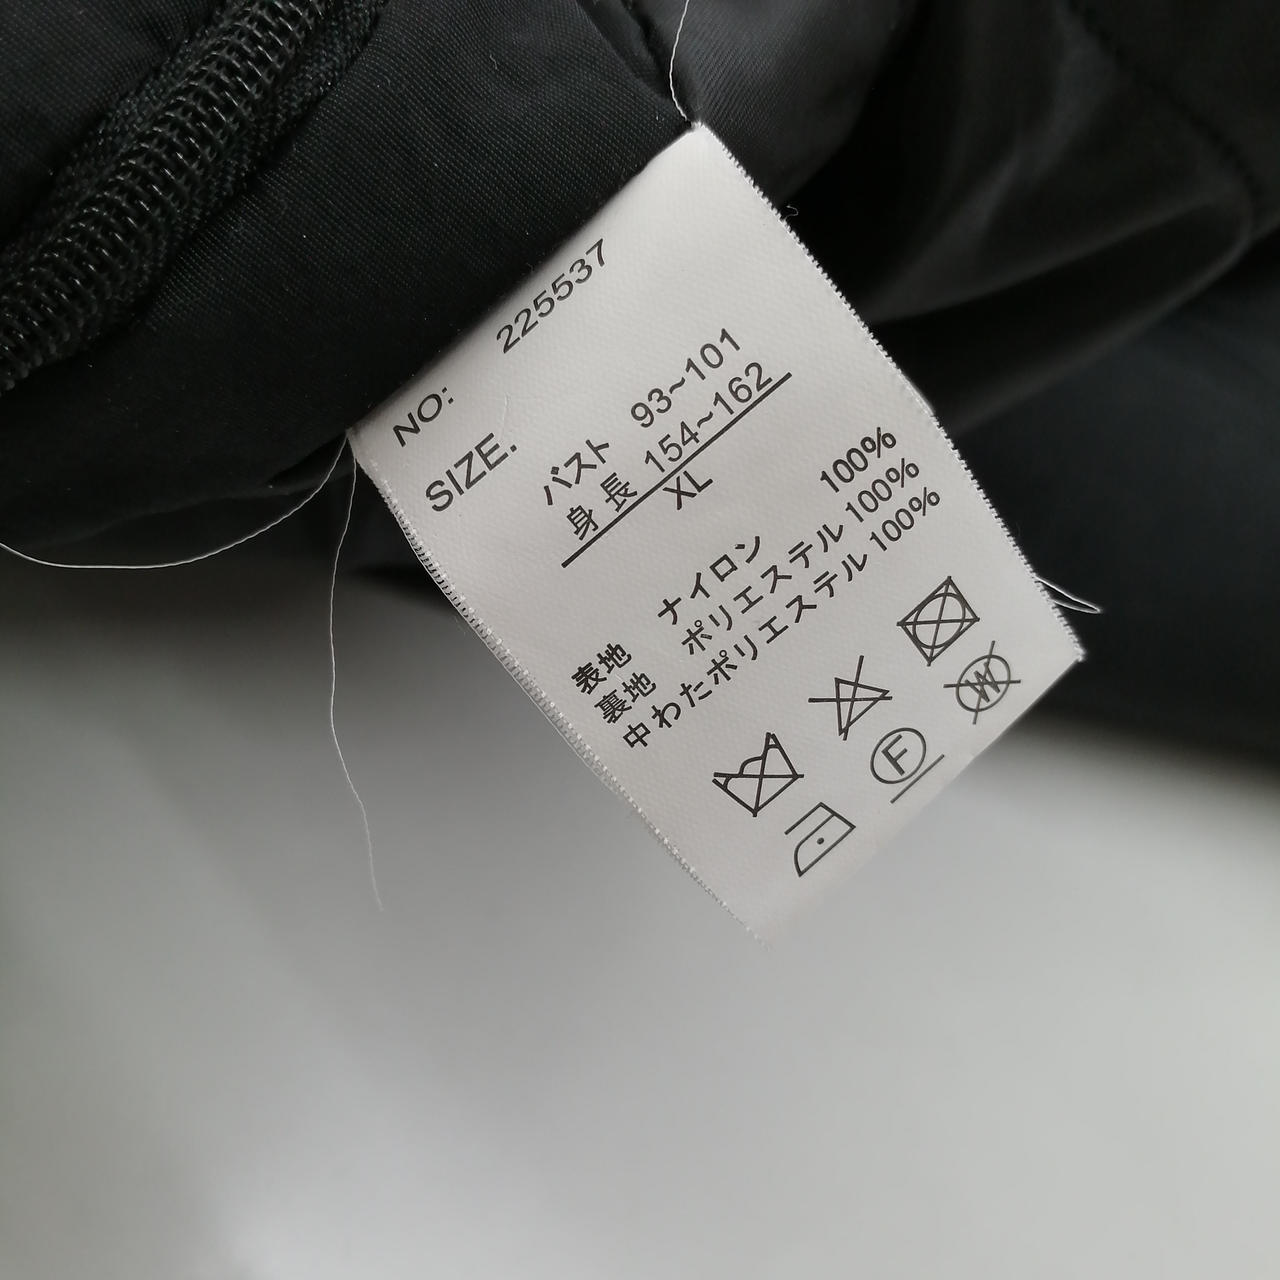 NO: 225537
SIZE.
バスト 93~101
身長 154~162
XL
表地 ナイロン 100%
裏地 ポリエステル 100%
中わたポリエステル 100%
F
W